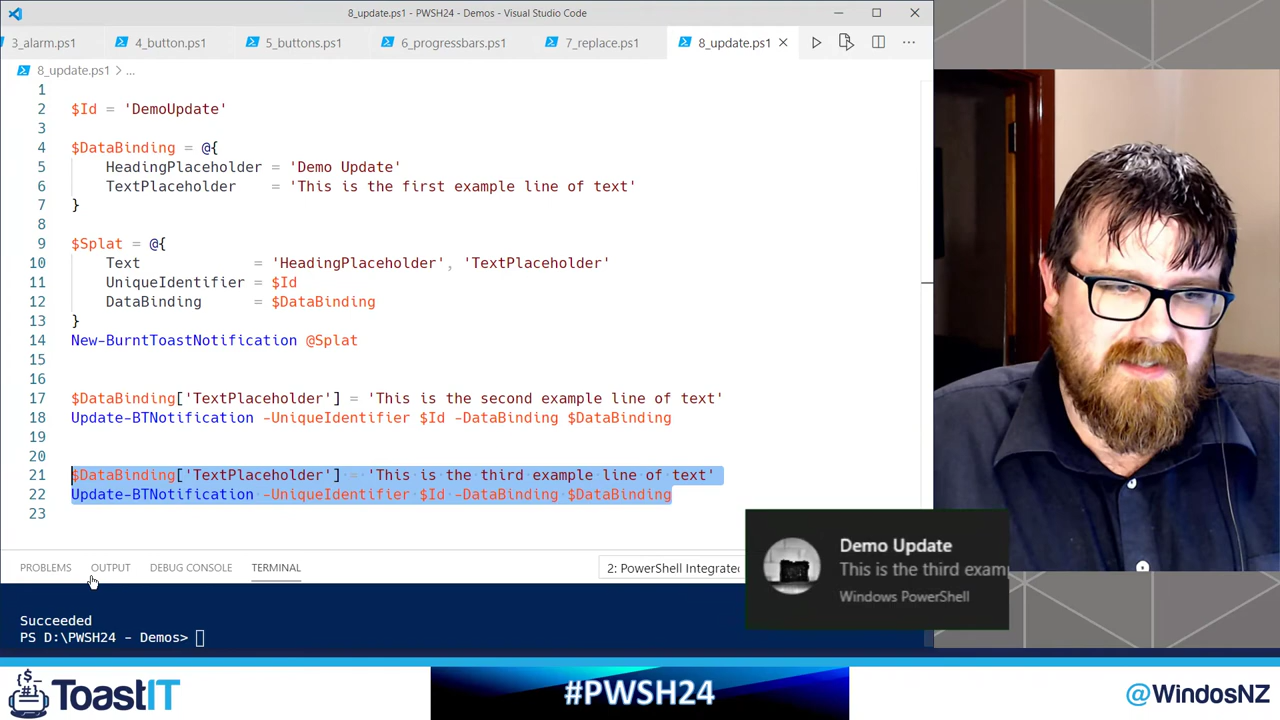 8_update.ps1 - PWSH24 - Demos - Visual Studio Code
3_alarm.ps1
4_button.ps1
5_buttons.ps1
6_progressbars.ps1
7_replace.ps1
8_update.ps1
8_update.ps1 > ...
1
2 $Id = 'DemoUpdate'
3
4 $DataBinding = @{
5 HeadingPlaceholder = 'Demo Update'
6 TextPlaceholder = 'This is the first example line of text'
7 }
8
9 $Splat = @{
10 Text = 'HeadingPlaceholder', 'TextPlaceholder'
11 UniqueIdentifier = $Id
12 DataBinding = $DataBinding
13 }
14 New-BurntToastNotification @Splat
15
16
17 $DataBinding['TextPlaceholder'] = 'This is the second example line of text'
18 Update-BTNotification -UniqueIdentifier $Id -DataBinding $DataBinding
19
20
21 $DataBinding['TextPlaceholder'] = 'This is the third example line of text'
22 Update-BTNotification -UniqueIdentifier $Id -DataBinding $DataBinding
23
PROBLEMS OUTPUT DEBUG CONSOLE TERMINAL
2: PowerShell Integrated
Demo Update
This is the third exam
Windows PowerShell
Succeeded
PS D:\PWSH24 - Demos>
ToastIT
#PWSH24
@WindosNZ